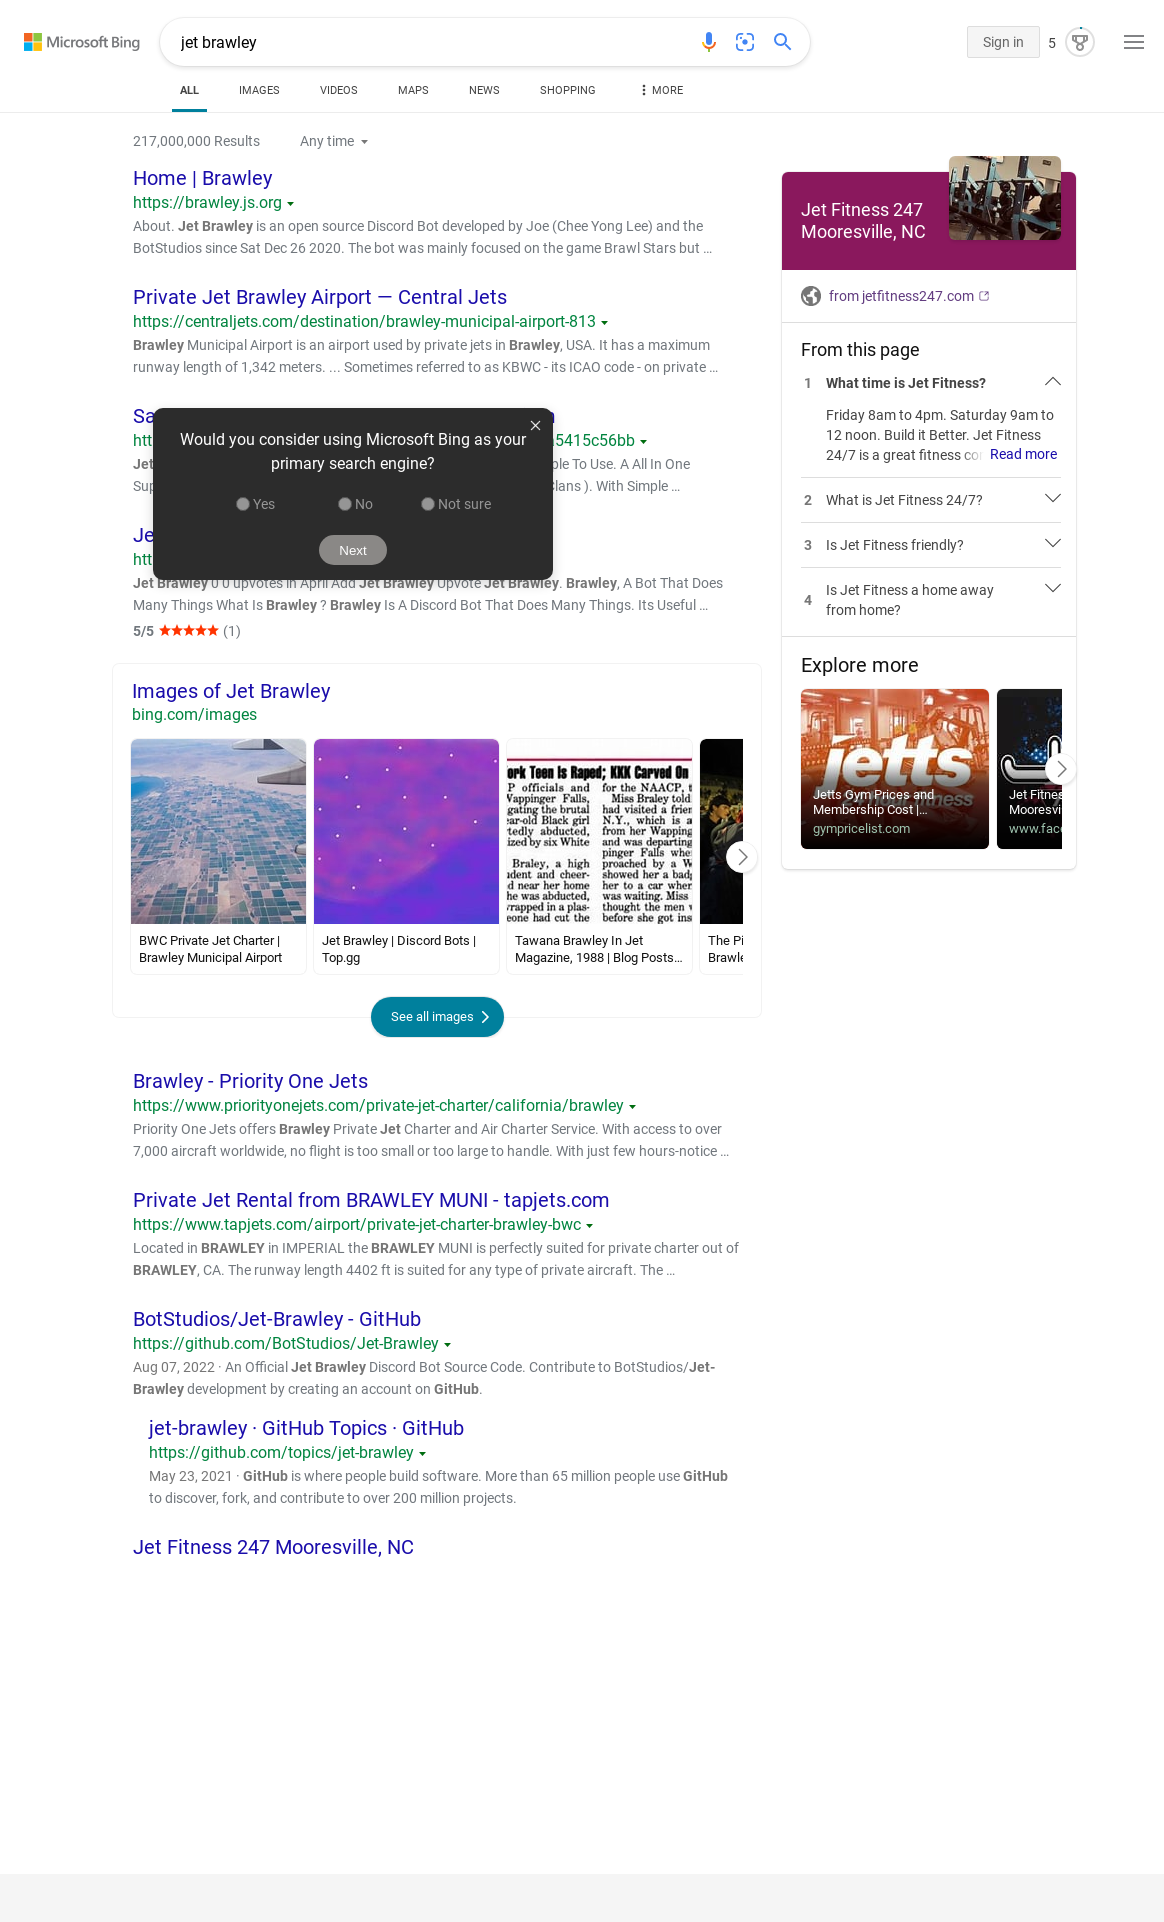 Microsoft Bing
jet brawley
Sign in
5
ALL
IMAGES
VIDEOS
MAPS
NEWS
SHOPPING
MORE
217,000,000 Results
Any time
Home | Brawley
https://brawley.js.org
About. Jet Brawley is an open source Discord Bot developed by Joe (Chee Yong Lee) and the
BotStudios since Sat Dec 26 2020. The bot was mainly focused on the game Brawl Stars but …
Private Jet Brawley Airport — Central Jets
https://centraljets.com/destination/brawley-municipal-airport-813
Brawley Municipal Airport is an airport used by private jets in Brawley, USA. It has a maximum
runway length of 1,342 meters. ... Sometimes referred to as KBWC - its ICAO code - on private …
Would you consider using Microsoft Bing as your
primary search engine?
Yes
No
Not sure
Next
5415c56bb
Jet
ple To Use. A All In One
Sup
Clans ). With Simple …
Je
htt
Jet Brawley 0 0 upvotes in April Add Jet Brawley Upvote Jet Brawley. Brawley, A Bot That Does
Many Things What Is Brawley ? Brawley Is A Discord Bot That Does Many Things. Its Useful …
5/5 ★★★★★ (1)
Images of Jet Brawley
bing.com/images
ork Teen Is Raped; KKK Carved On
BWC Private Jet Charter |
Brawley Municipal Airport
Jet Brawley | Discord Bots |
Top.gg
Tawana Brawley In Jet
Magazine, 1988 | Blog Posts…
The Pi
Brawle
See all images
Brawley - Priority One Jets
https://www.priorityonejets.com/private-jet-charter/california/brawley
Priority One Jets offers Brawley Private Jet Charter and Air Charter Service. With access to over
7,000 aircraft worldwide, no flight is too small or too large to handle. With just few hours-notice …
Private Jet Rental from BRAWLEY MUNI - tapjets.com
https://www.tapjets.com/airport/private-jet-charter-brawley-bwc
Located in BRAWLEY in IMPERIAL the BRAWLEY MUNI is perfectly suited for private charter out of
BRAWLEY, CA. The runway length 4402 ft is suited for any type of private aircraft. The …
BotStudios/Jet-Brawley - GitHub
https://github.com/BotStudios/Jet-Brawley
Aug 07, 2022 · An Official Jet Brawley Discord Bot Source Code. Contribute to BotStudios/Jet-
Brawley development by creating an account on GitHub.
jet-brawley · GitHub Topics · GitHub
https://github.com/topics/jet-brawley
May 23, 2021 · GitHub is where people build software. More than 65 million people use GitHub
to discover, fork, and contribute to over 200 million projects.
Jet Fitness 247 Mooresville, NC
Jet Fitness 247
Mooresville, NC
from jetfitness247.com
From this page
1 What time is Jet Fitness?
Friday 8am to 4pm. Saturday 9am to
12 noon. Build it Better. Jet Fitness
24/7 is a great fitness co Read more
2 What is Jet Fitness 24/7?
3 Is Jet Fitness friendly?
4 Is Jet Fitness a home away
from home?
Explore more
jetts
Jetts Gym Prices and
Membership Cost |…
gympricelist.com
Jet Fitnes
Mooresvi
www.face